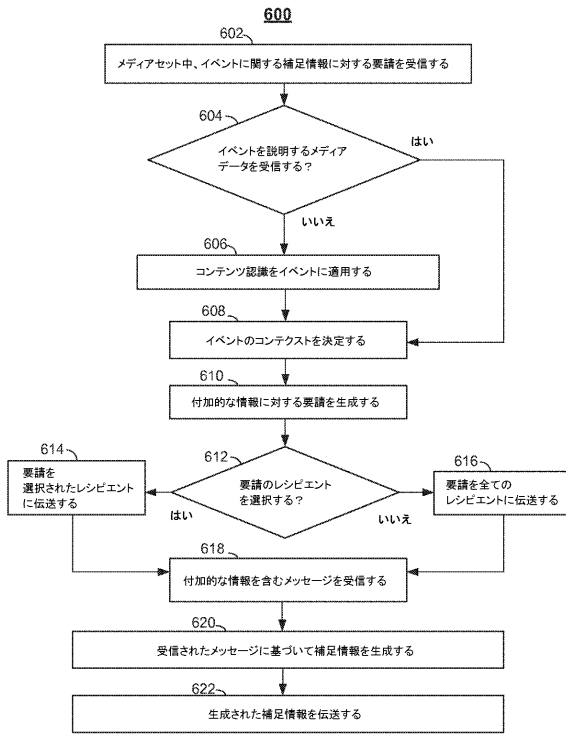 600
602
メディアセット中、イベントに関する補足情報に対する要請を受信する
604
はい
イベントを説明するメディア
データを受信する？
いいえ
606
コンテンツ認識をイベントに適用する
608
イベントのコンテクストを決定する
610
付加的な情報に対する要請を生成する
612
要請のレシピエント
を選択する？
614
要請を
選択されたレシピエント
に伝送する
はい
616
要請を全ての
レシピエントに伝送する
いいえ
618
付加的な情報を含むメッセージを受信する
620
受信されたメッセージに基づいて補足情報を生成する
622
生成された補足情報を伝送する